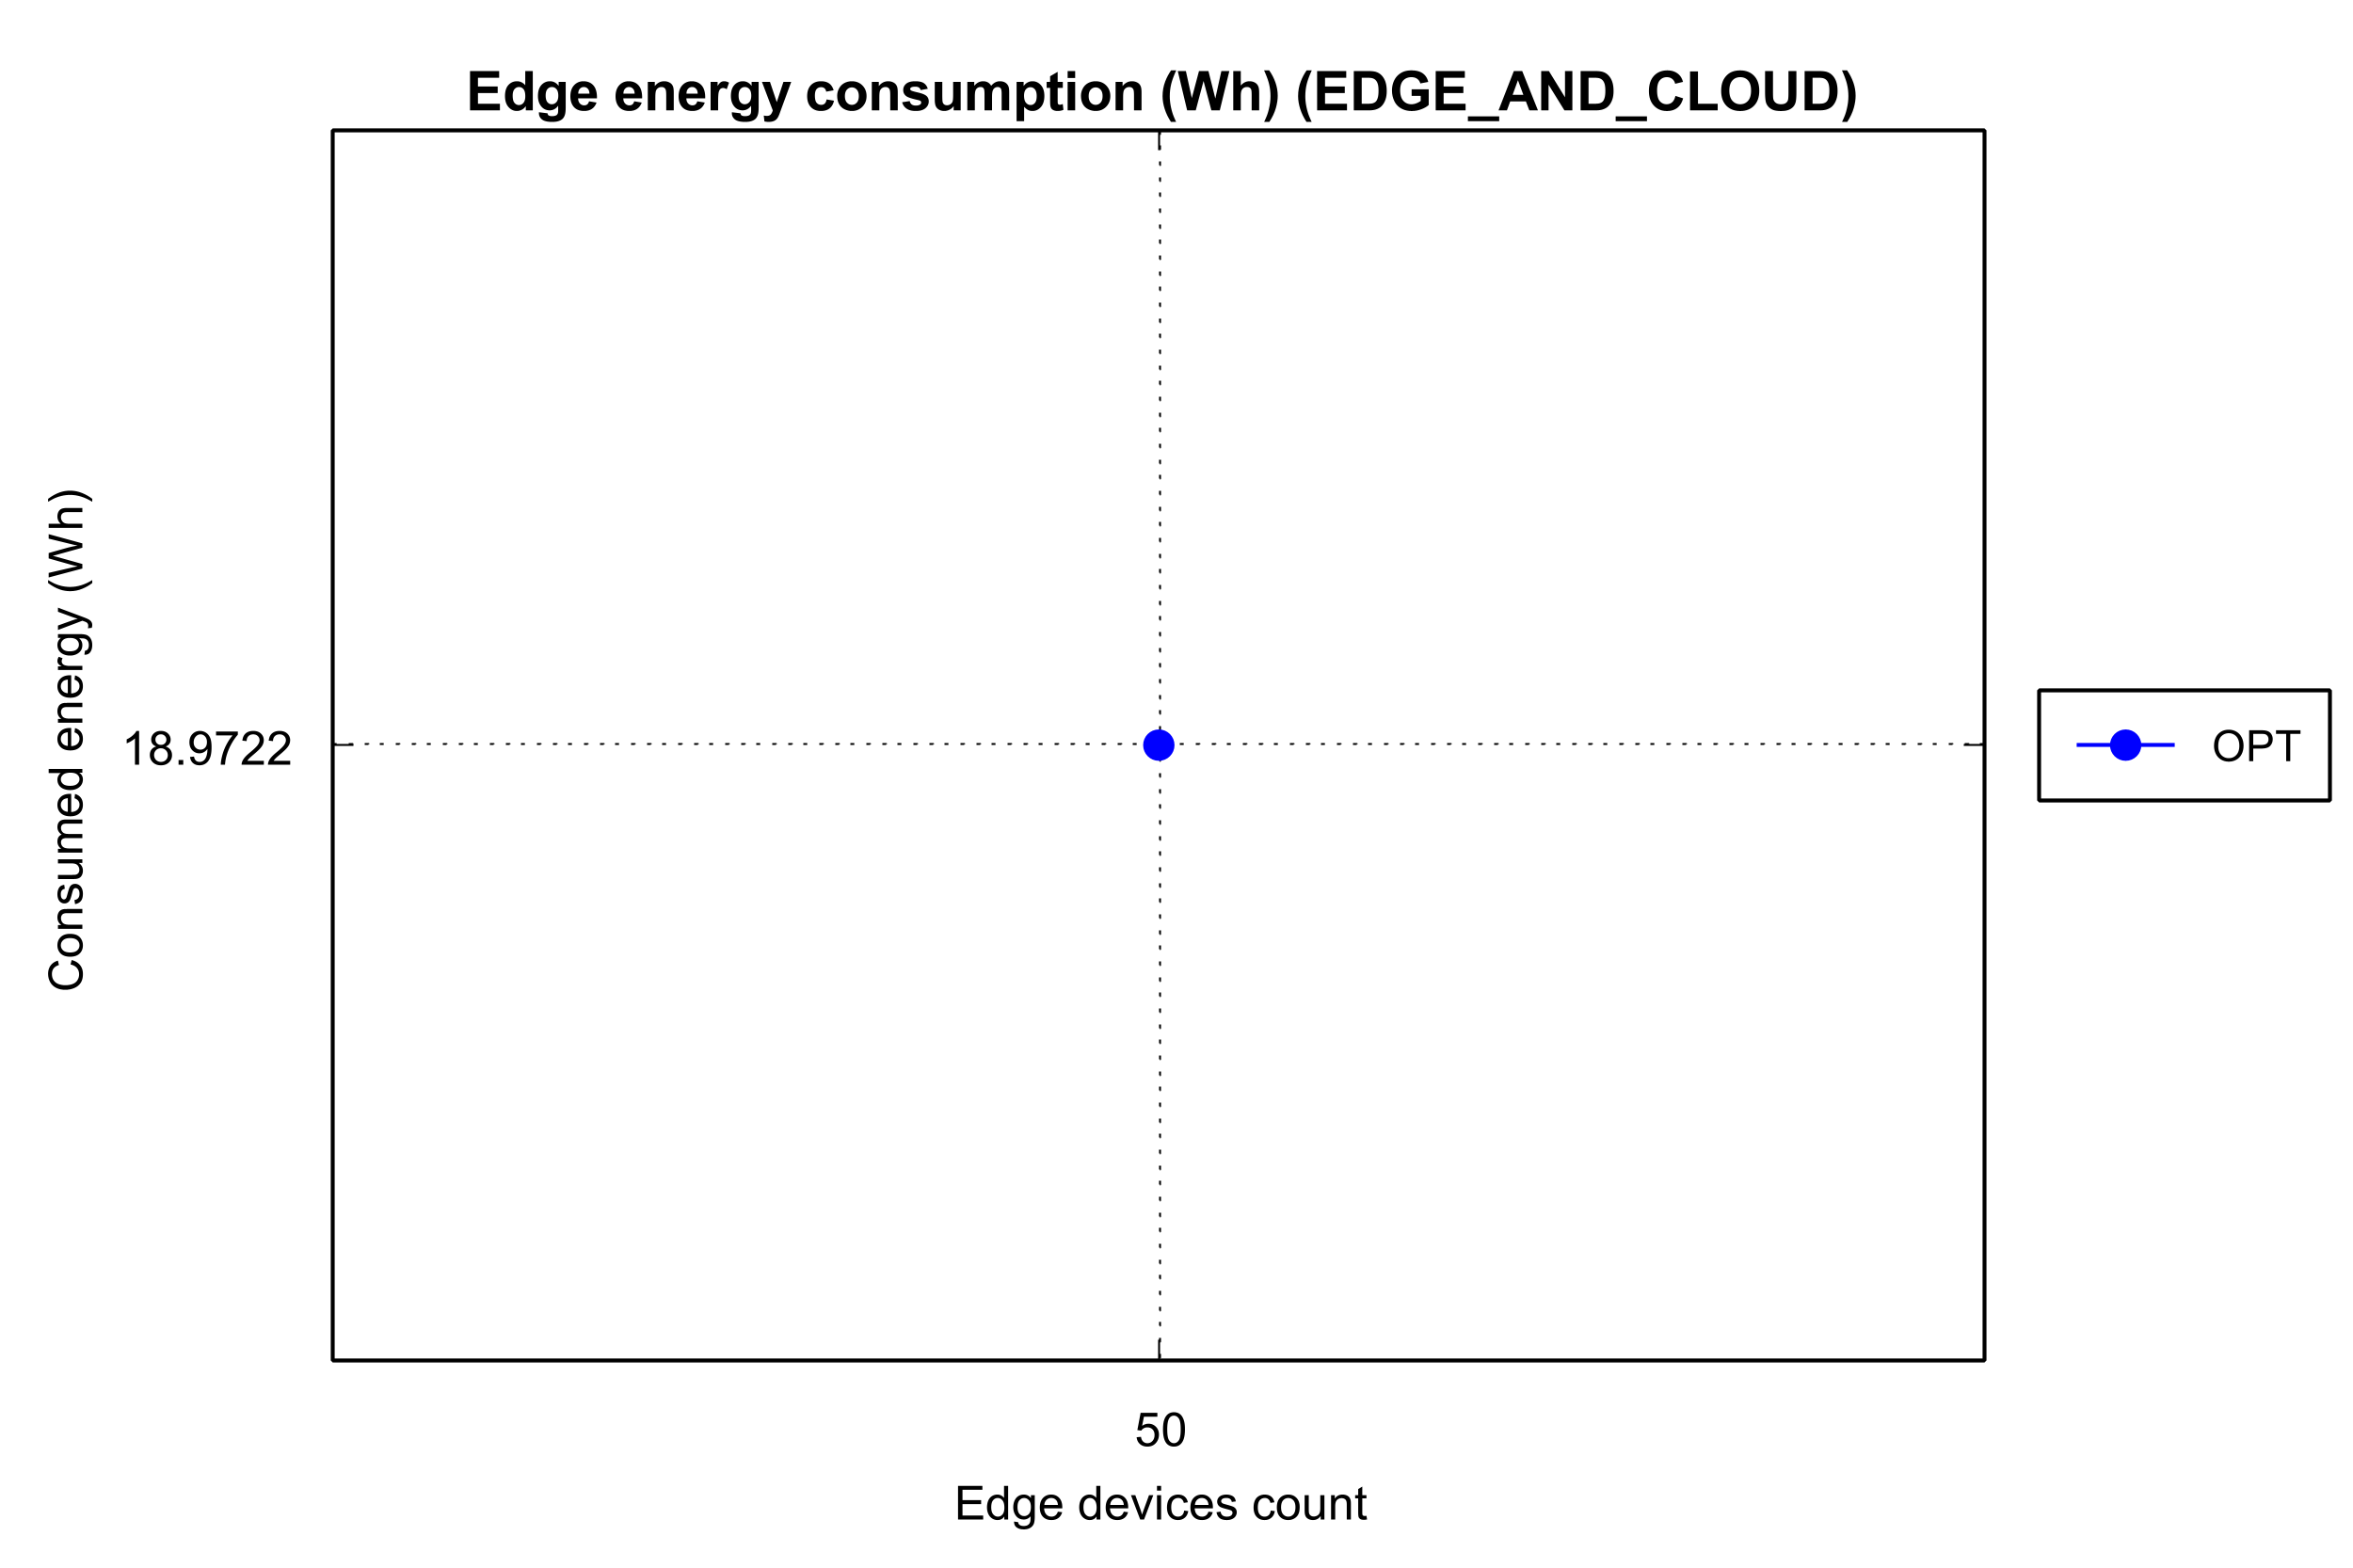 Edge energy consumption (Wh) (EDGE_AND_CLOUD)
Consumed energy (Wh)
18.9722
OPT
50
Edge devices count